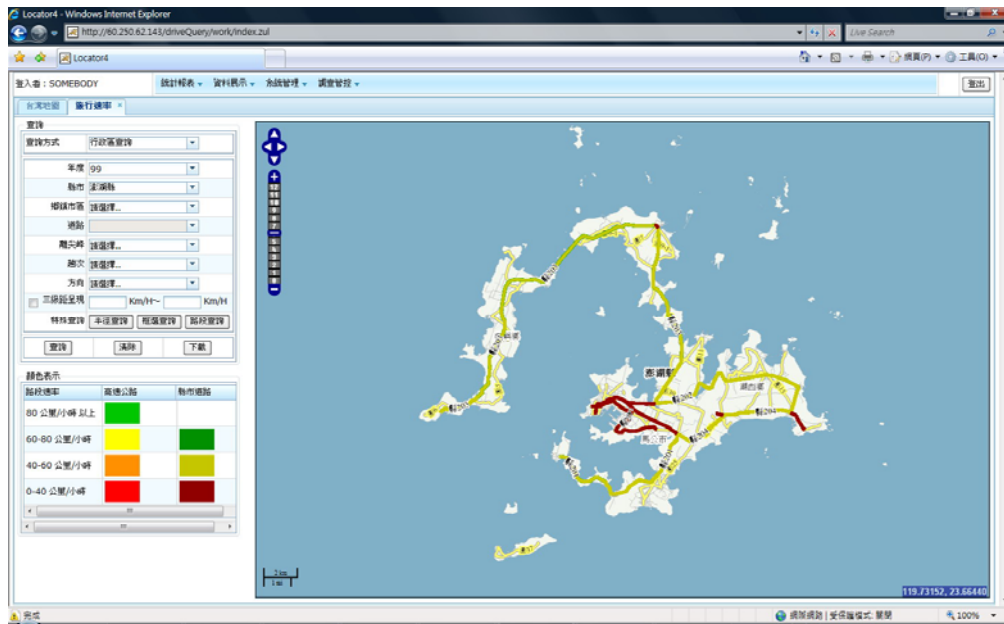 Locator4 - Windows Internet Explorer
http://60.250.62.143/driveQuery/work/index.zul
Live Search
Locator4
網頁(P)
工具(O)
登入者：SOMEBODY
統計報表
資料展示
系統管理
調查管控
登出
台灣地圖
旅行速率
查詢
查詢方式
行政區查詢
年度
99
縣市
澎湖縣
鄉鎮市區
請選擇...
道路
離尖峰
請選擇...
趟次
請選擇...
方向
請選擇...
三級距呈現
Km/H~
Km/H
特殊查詢
半徑查詢
框選查詢
路段查詢
查詢
清除
下載
顏色表示
路段速率
高速公路
縣市道路
80 公里/小時 以上
60-80 公里/小時
40-60 公里/小時
0-40 公里/小時
澎湖縣
馬公市
202
204
203
2 km
1 mi
119.73152, 23.66440
完成
網際網路 | 受保護模式: 關閉
100%